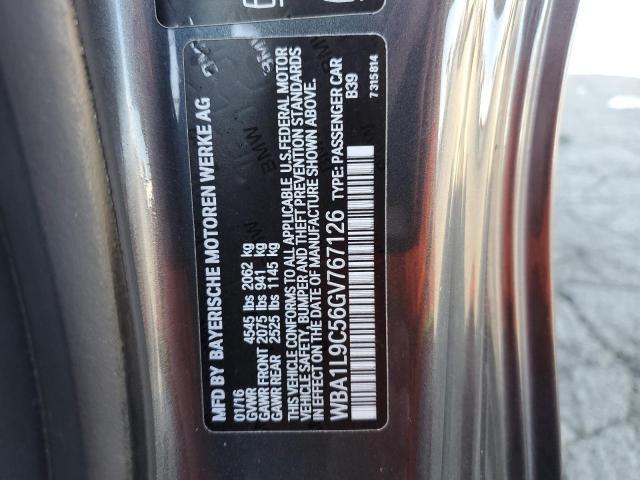 MFD BY BAYERISCHE MOTOREN WERKE AG
01/16
GVWR 4545 lbs 2062 kg
GAWR FRONT 2075 lbs 941 kg
GAWR REAR 2525 lbs 1145 kg
THIS VEHICLE CONFORMS TO ALL APPLICABLE U.S. FEDERAL MOTOR
VEHICLE SAFETY, BUMPER AND THEFT PREVENTION STANDARDS
IN EFFECT ON THE DATE OF MANUFACTURE SHOWN ABOVE.
WBA1L9C56GV767126 TYPE: PASSENGER CAR
B39
7 315 814